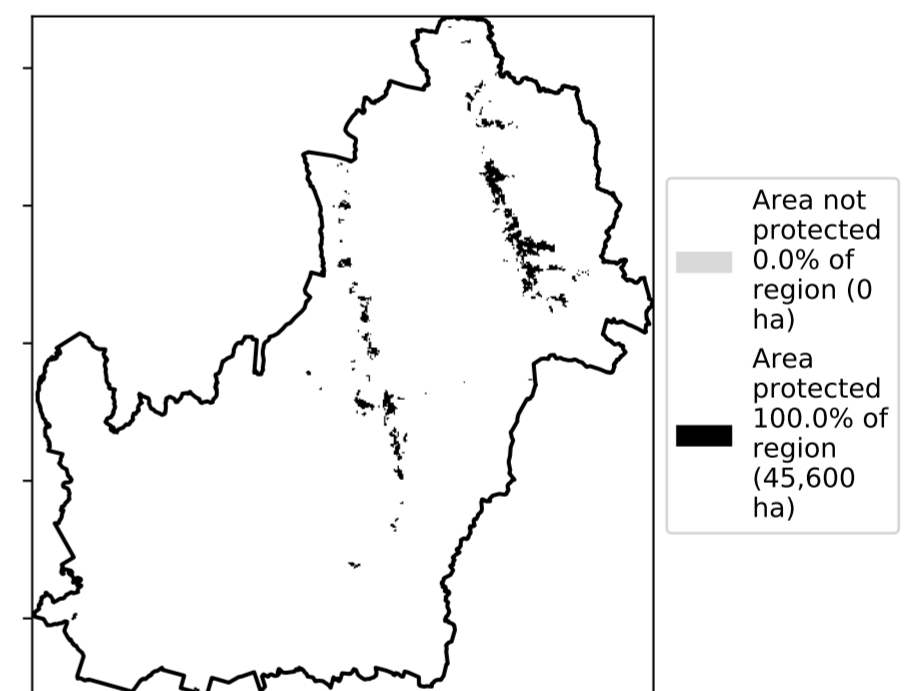 Area not
protected
0.0% of
region (0
ha)
Area
protected
100.0% of
region
(45,600
ha)